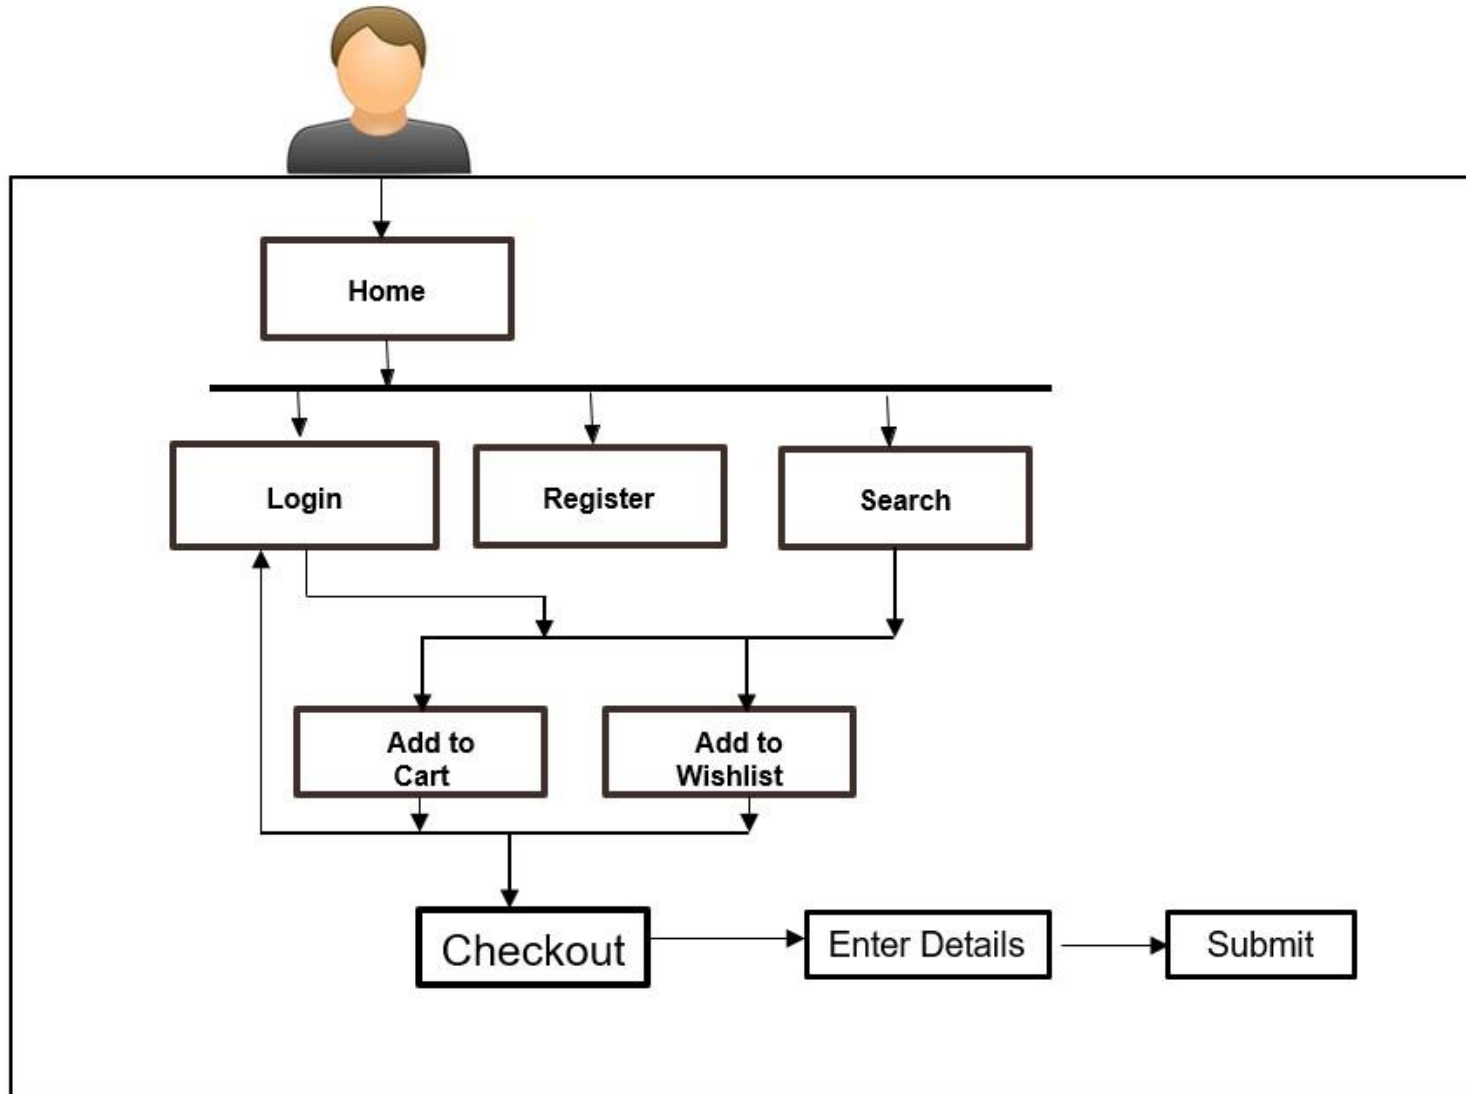 Home
Login
Register
Search
Add to
Cart
Add to
Wishlist
Checkout
Enter Details
Submit